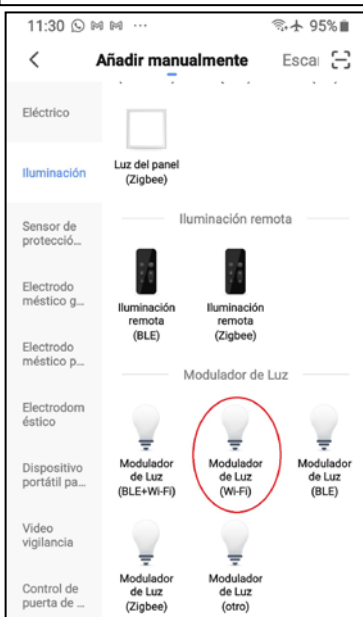 11:30 ... 95%
< Añadir manualmente Escai
Eléctrico
Iluminación
Sensor de
protecció...
Electrodo
méstico g...
Electrodo
méstico p...
Electrodom
éstico
Dispositivo
portátil pa...
Video
vigilancia
Control de
puerta de ...
Luz del panel
(Zigbee)
Iluminación remota
Iluminación
remota
(BLE)
Iluminación
remota
(Zigbee)
Modulador de Luz
Modulador
de Luz
(BLE+Wi-Fi)
Modulador
de Luz
(Wi-Fi)
Modulador
de Luz
(BLE)
Modulador
de Luz
(Zigbee)
Modulador
de Luz
(otro)